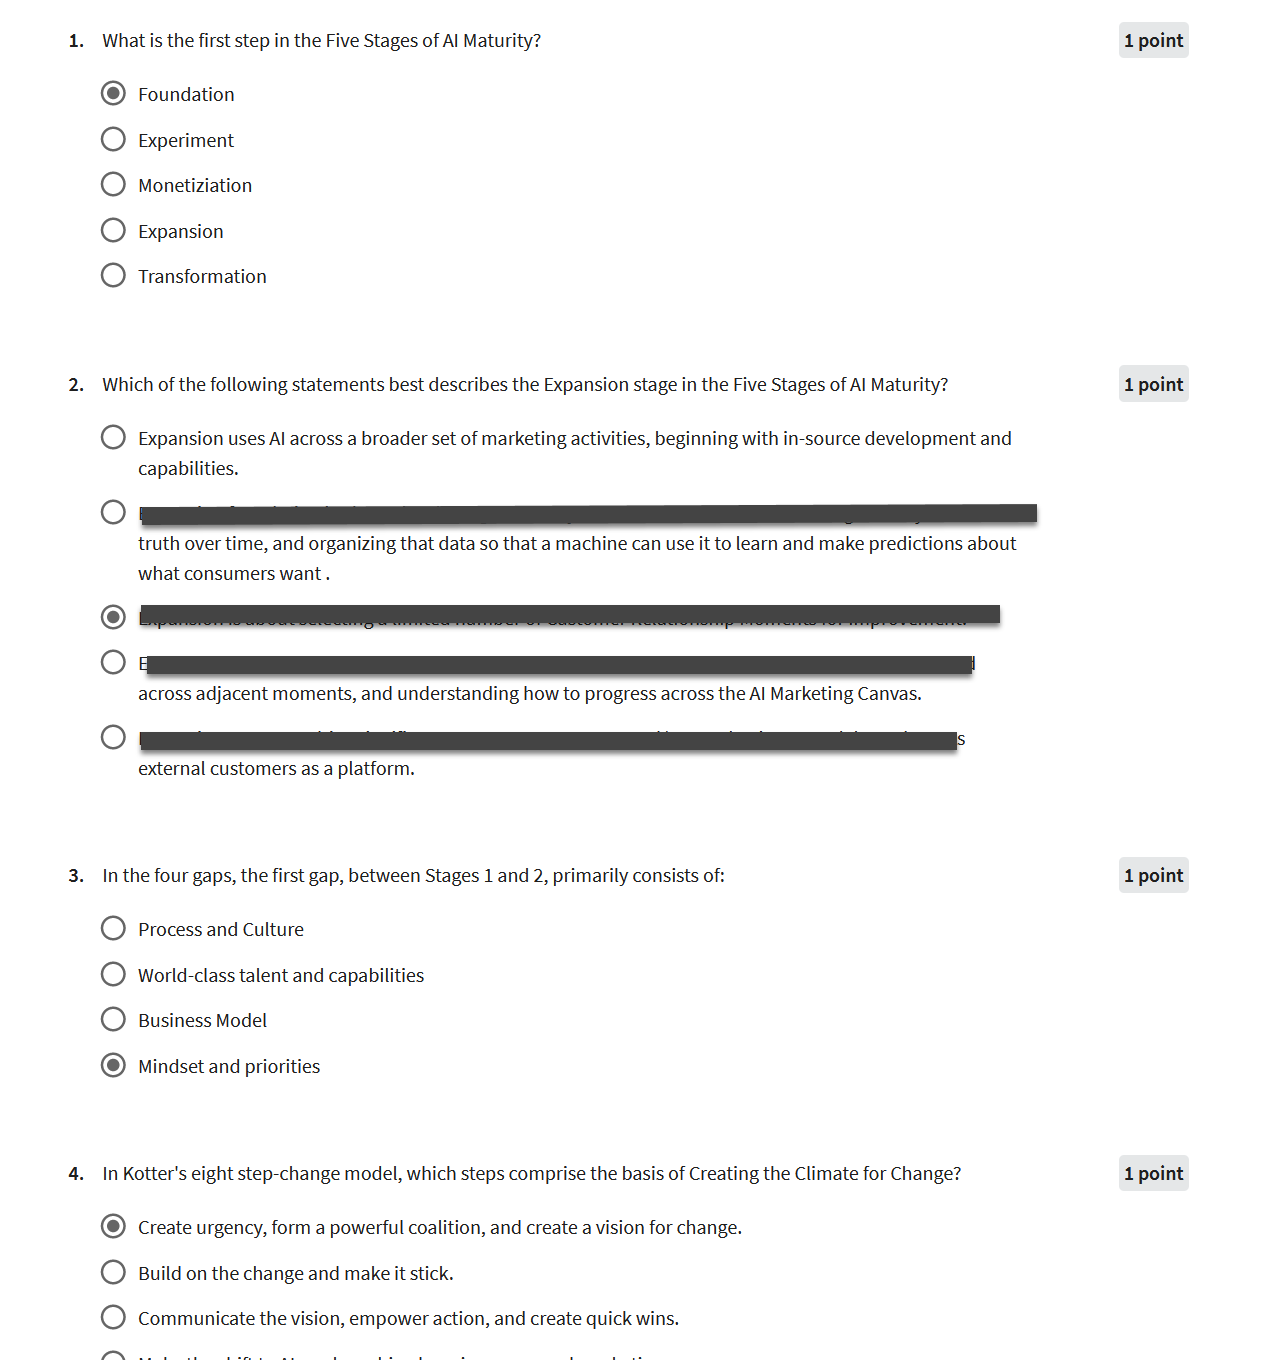 1. What is the first step in the Five Stages of AI Maturity? 1 point
Foundation
Experiment
Monetiziation
Expansion
Transformation
2. Which of the following statements best describes the Expansion stage in the Five Stages of AI Maturity? 1 point
Expansion uses AI across a broader set of marketing activities, beginning with in-source development and
capabilities.
truth over time, and organizing that data so that a machine can use it to learn and make predictions about
what consumers want .
across adjacent moments, and understanding how to progress across the AI Marketing Canvas.
external customers as a platform.
3. In the four gaps, the first gap, between Stages 1 and 2, primarily consists of: 1 point
Process and Culture
World-class talent and capabilities
Business Model
Mindset and priorities
4. In Kotter's eight step-change model, which steps comprise the basis of Creating the Climate for Change? 1 point
Create urgency, form a powerful coalition, and create a vision for change.
Build on the change and make it stick.
Communicate the vision, empower action, and create quick wins.